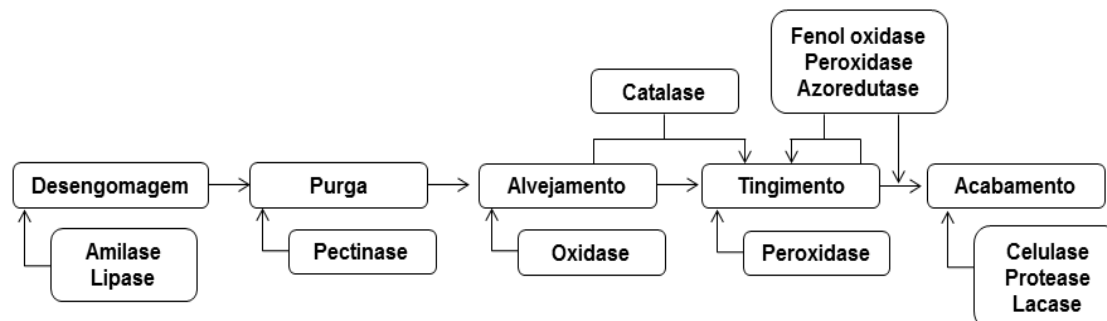 Fenol oxidase
Peroxidase
Azoredutase
Catalase
Desengomagem
Purga
Alvejamento
Tingimento
Acabamento
Amilase
Lipase
Pectinase
Oxidase
Peroxidase
Celulase
Protease
Lacase